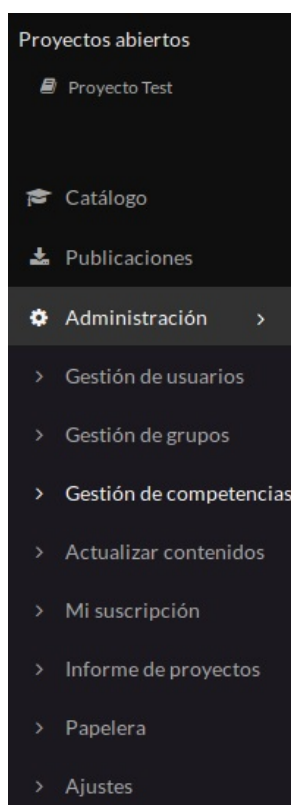 Proyectos abiertos
Proyecto Test
Catálogo
Publicaciones
Administración
Gestión de usuarios
Gestión de grupos
Gestión de competencias
Actualizar contenidos
Mi suscripción
Informe de proyectos
Papelera
Ajustes